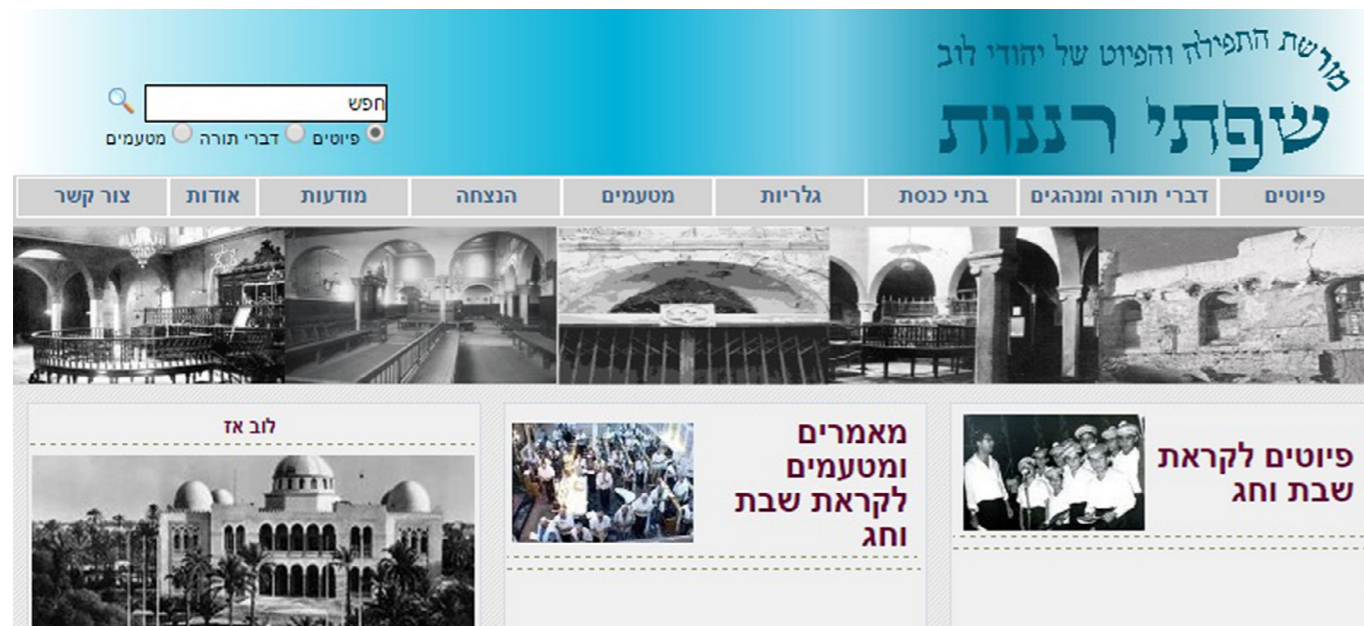 מורשת התפילה והפיוט של יהודי לוב
שפתי רננות
חפש
פיוטים דברי תורה מטעמים
פיוטים דברי תורה ומנהגים בתי כנסת גלריות מטעמים הנצחה מודעות אודות צור קשר
פיוטים לקראת
שבת וחג
מאמרים
ומטעמים
לקראת שבת
וחג
לוב אז